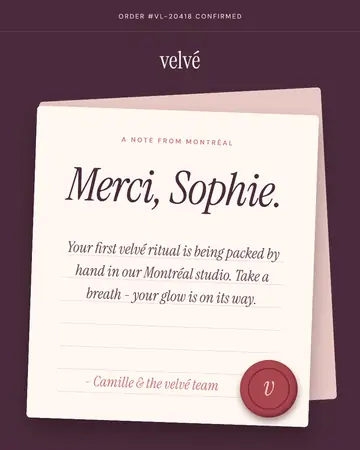 ORDER #VL-20418 CONFIRMED
velvé
A NOTE FROM MONTRÉAL
Merci, Sophie.
Your first velvé ritual is being packed by
hand in our Montréal studio. Take a
breath - your glow is on its way.
- Camille & the velvé team
v